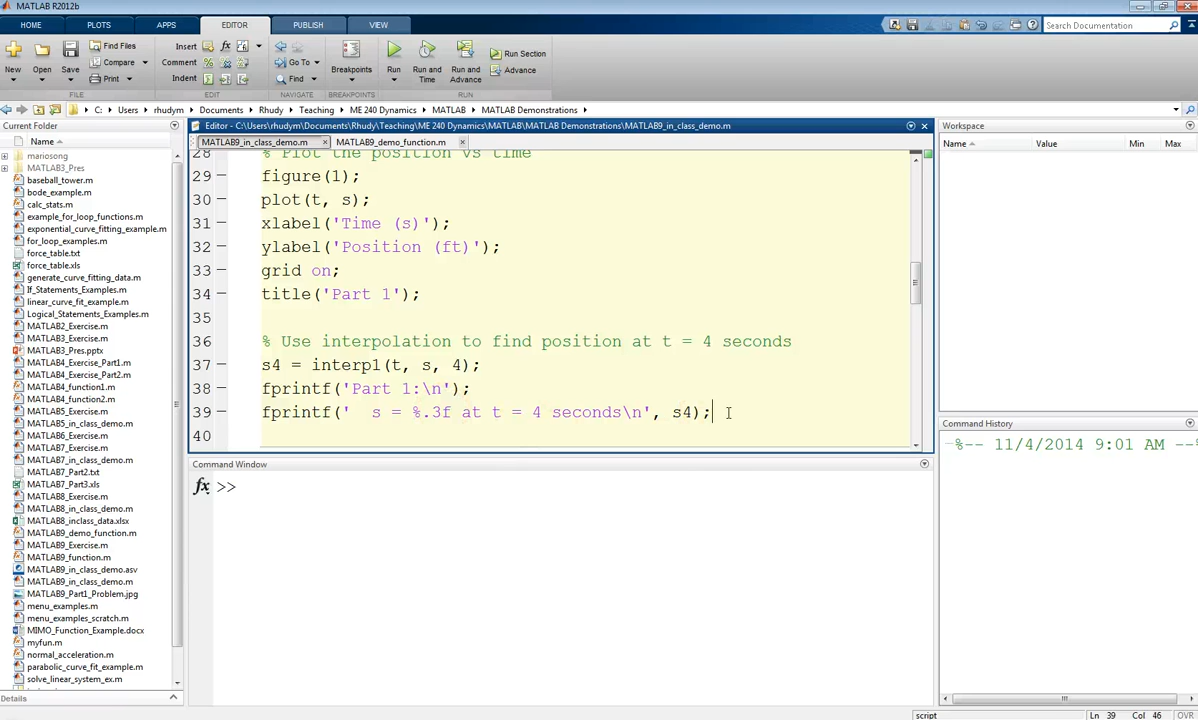 MATLAB R2012b
HOME PLOTS APPS EDITOR PUBLISH VIEW
Search Documentation
New Open Save Find Files Compare Print
FILE
Insert Comment Indent
EDIT
Go To Find
NAVIGATE
Breakpoints
BREAKPOINTS
Run Run and Time Run and Advance Run Section Advance
RUN
C: Users rhudym Documents Rhudy Teaching ME 240 Dynamics MATLAB MATLAB Demonstrations
Current Folder
Name
mariosong
MATLAB3_Pres
baseball_tower.m
bode_example.m
calc_stats.m
example_for_loop_functions.m
exponential_curve_fitting_example.m
for_loop_examples.m
force_table.txt
force_table.xls
generate_curve_fitting_data.m
If_Statements_Examples.m
linear_curve_fit_example.m
Logical_Statements_Examples.m
MATLAB2_Exercise.m
MATLAB3_Exercise.m
MATLAB3_Pres.pptx
MATLAB4_Exercise_Part1.m
MATLAB4_Exercise_Part2.m
MATLAB4_function1.m
MATLAB4_function2.m
MATLAB5_Exercise.m
MATLAB6_Exercise.m
MATLAB7_Exercise.m
MATLAB7_in_class_demo.m
MATLAB7_Part2.txt
MATLAB7_Part3.xls
MATLAB8_Exercise.m
MATLAB8_in_class_demo.m
MATLAB8_inclass_data.xlsx
MATLAB9_demo_function.m
MATLAB9_Exercise.m
MATLAB9_function.m
MATLAB9_in_class_demo.asv
MATLAB9_in_class_demo.m
MATLAB9_Part1_Problem.jpg
menu_examples.m
menu_examples_scratch.m
MIMO_Function_Example.docx
myfun.m
normal_acceleration.m
parabolic_curve_fit_example.m
solve_linear_system_ex.m
Details
Editor - C:\Users\rhudym\Documents\Rhudy\Teaching\ME 240 Dynamics\MATLAB\MATLAB Demonstrations\MATLAB9_in_class_demo.m
MATLAB9_in_class_demo.m MATLAB9_demo_function.m
28 % Plot the position vs time
29 figure(1);
30 plot(t, s);
31 xlabel('Time (s)');
32 ylabel('Position (ft)');
33 grid on;
34 title('Part 1');
35
36 % Use interpolation to find position at t = 4 seconds
37 s4 = interp1(t, s, 4);
38 fprintf('Part 1:\n');
39 fprintf('  s = %.3f at t = 4 seconds\n', s4);
40
Command Window
fx >>
Workspace
Name Value Min Max
Command History
%-- 11/4/2014 9:01 AM --%
script Ln 39 Col 46 OVR